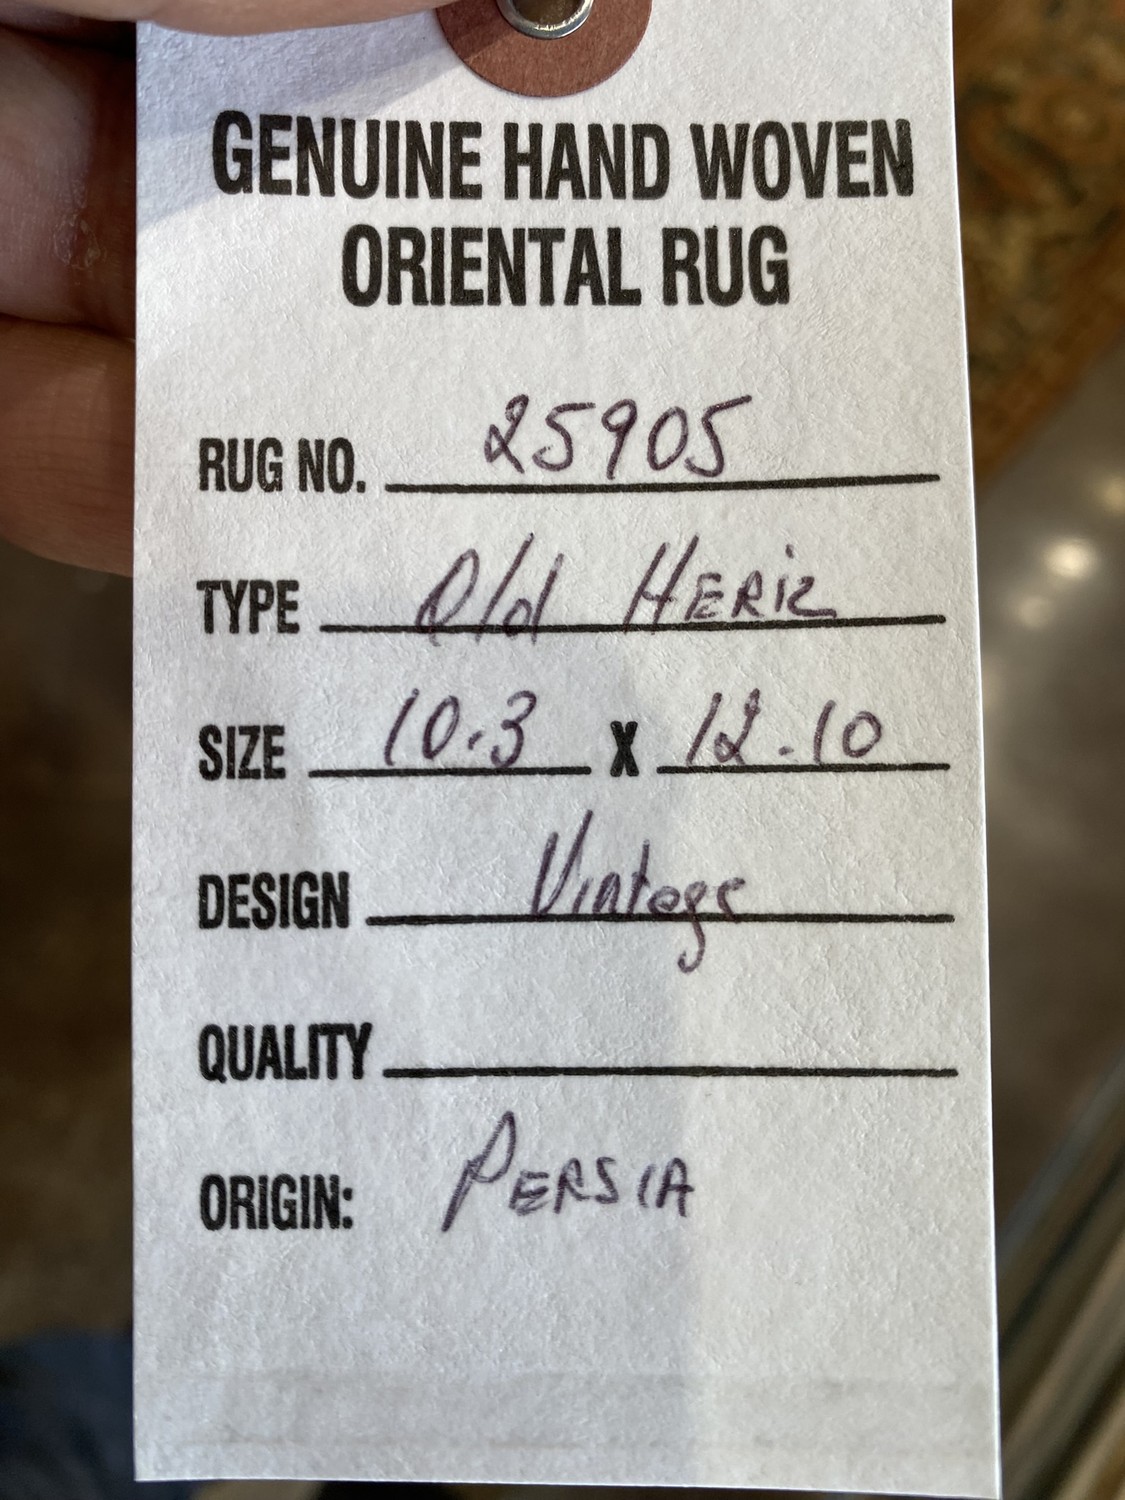 GENUINE HAND WOVEN
ORIENTAL RUG
RUG NO. 25905
TYPE Old HERIZ
SIZE 10.3 X 12.10
DESIGN Vintage
QUALITY
ORIGIN: PERSIA